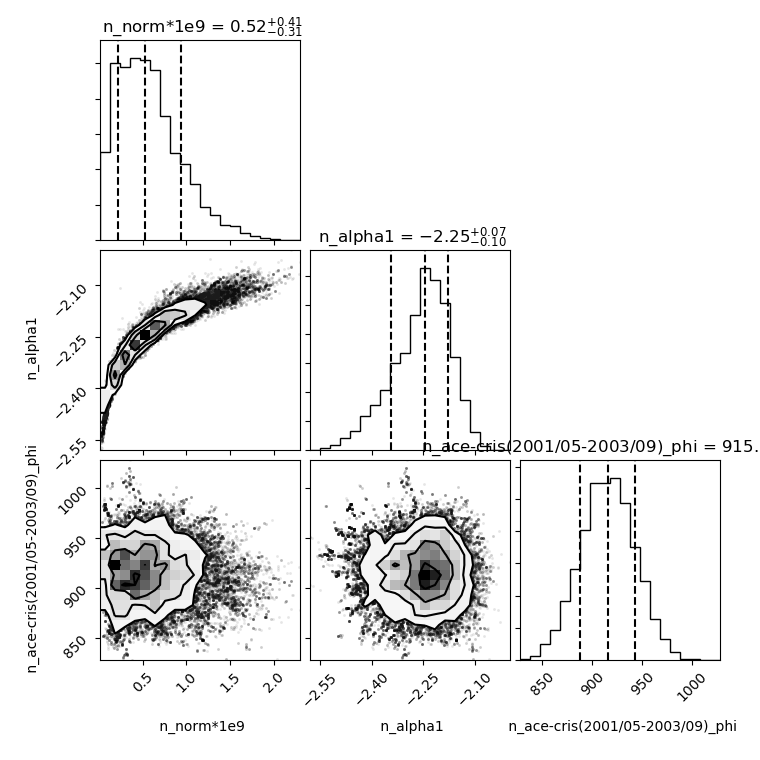 n_norm*1e9 = 0.52+0.41−0.31
n_alpha1 = −2.25+0.07−0.10
n_alpha1
−2.10
−2.25
−2.40
−2.55
n_ace-cris(2001/05-2003/09)_phi = 915.
n_ace-cris(2001/05-2003/09)_phi
1000
950
900
850
0.5 1.0 1.5 2.0
−2.55 −2.40 −2.25 −2.10
850 900 950 1000
n_norm*1e9 n_alpha1 n_ace-cris(2001/05-2003/09)_phi